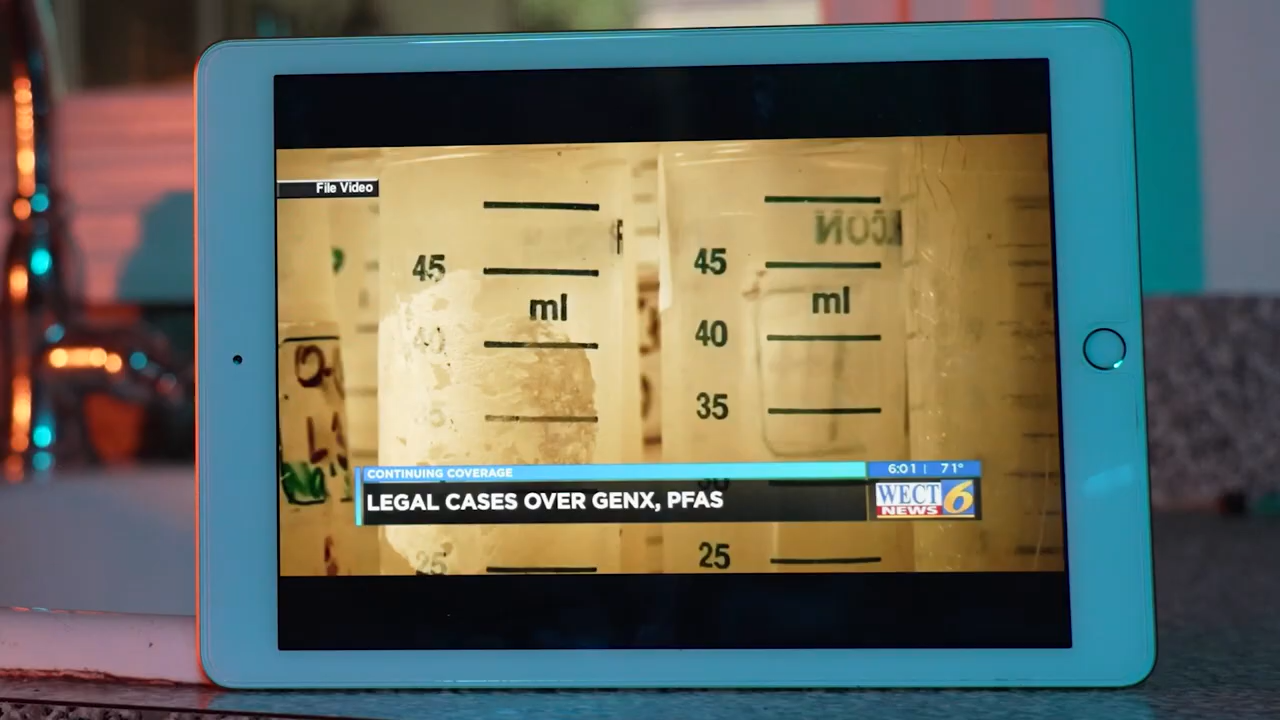 File Video
45
ml
40
25
45
ml
40
35
25
CONTINUING COVERAGE
LEGAL CASES OVER GENX, PFAS
6:01 71°
WECT 6
NEWS